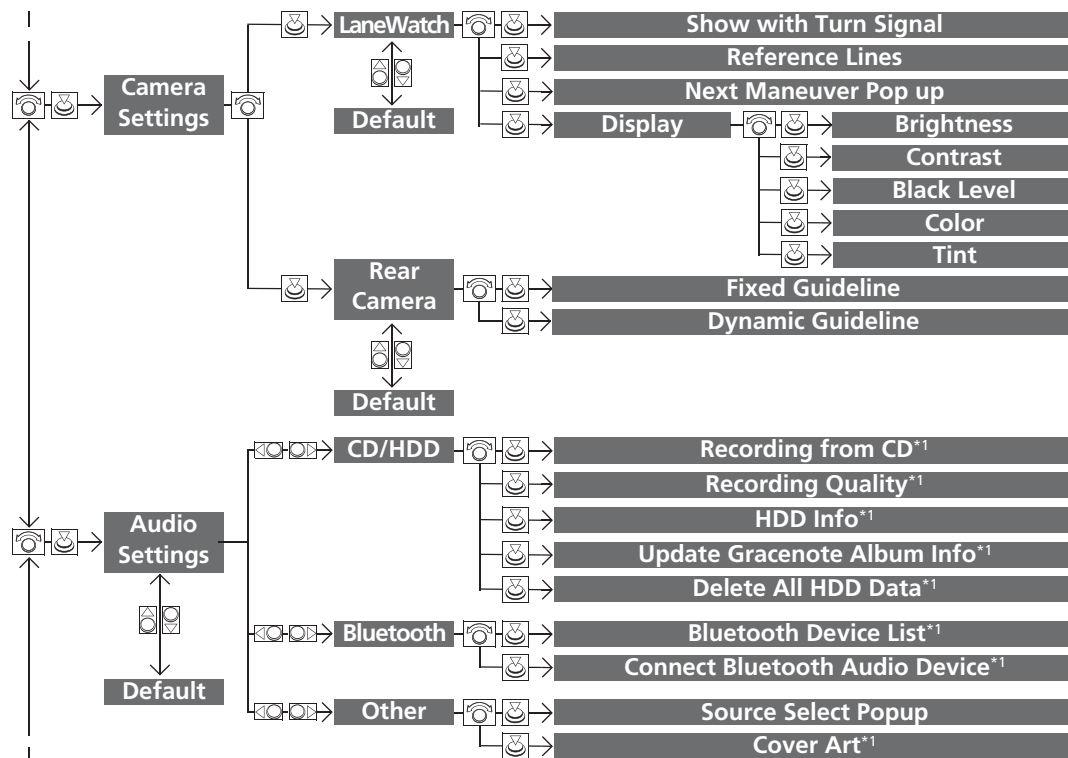 LaneWatch
Show with Turn Signal
Reference Lines
Camera
Settings
Next Maneuver Pop up
Default
Display
Brightness
Contrast
Black Level
Color
Tint
Rear
Camera
Fixed Guideline
Dynamic Guideline
Default
CD/HDD
Recording from CD*1
Recording Quality*1
Audio
Settings
HDD Info*1
Update Gracenote Album Info*1
Delete All HDD Data*1
Bluetooth
Bluetooth Device List*1
Connect Bluetooth Audio Device*1
Default
Other
Source Select Popup
Cover Art*1